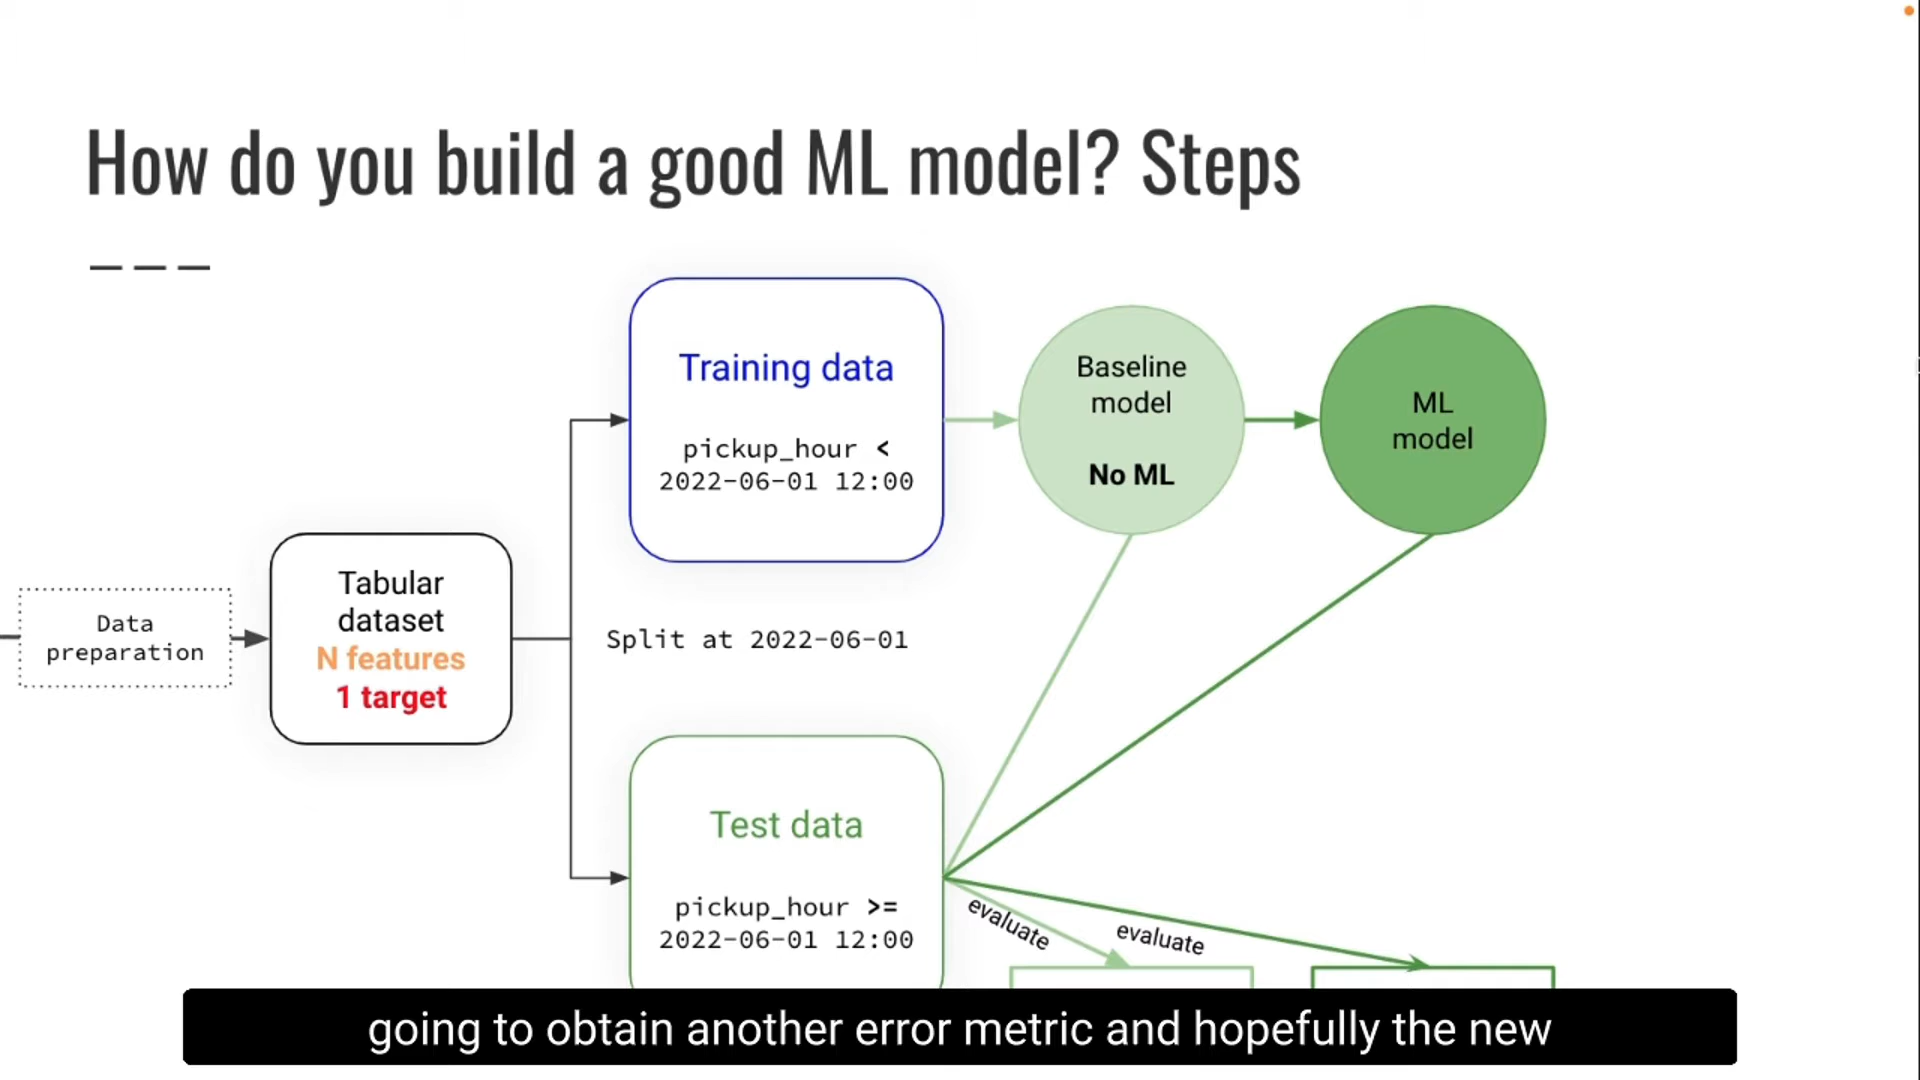 How do you build a good ML model? Steps
Training data
pickup_hour <
2022-06-01 12:00
Baseline
model
No ML
ML
model
Data
preparation
Tabular
dataset
N features
1 target
Split at 2022-06-01
Test data
pickup_hour >=
2022-06-01 12:00
evaluate
evaluate
going to obtain another error metric and hopefully the new